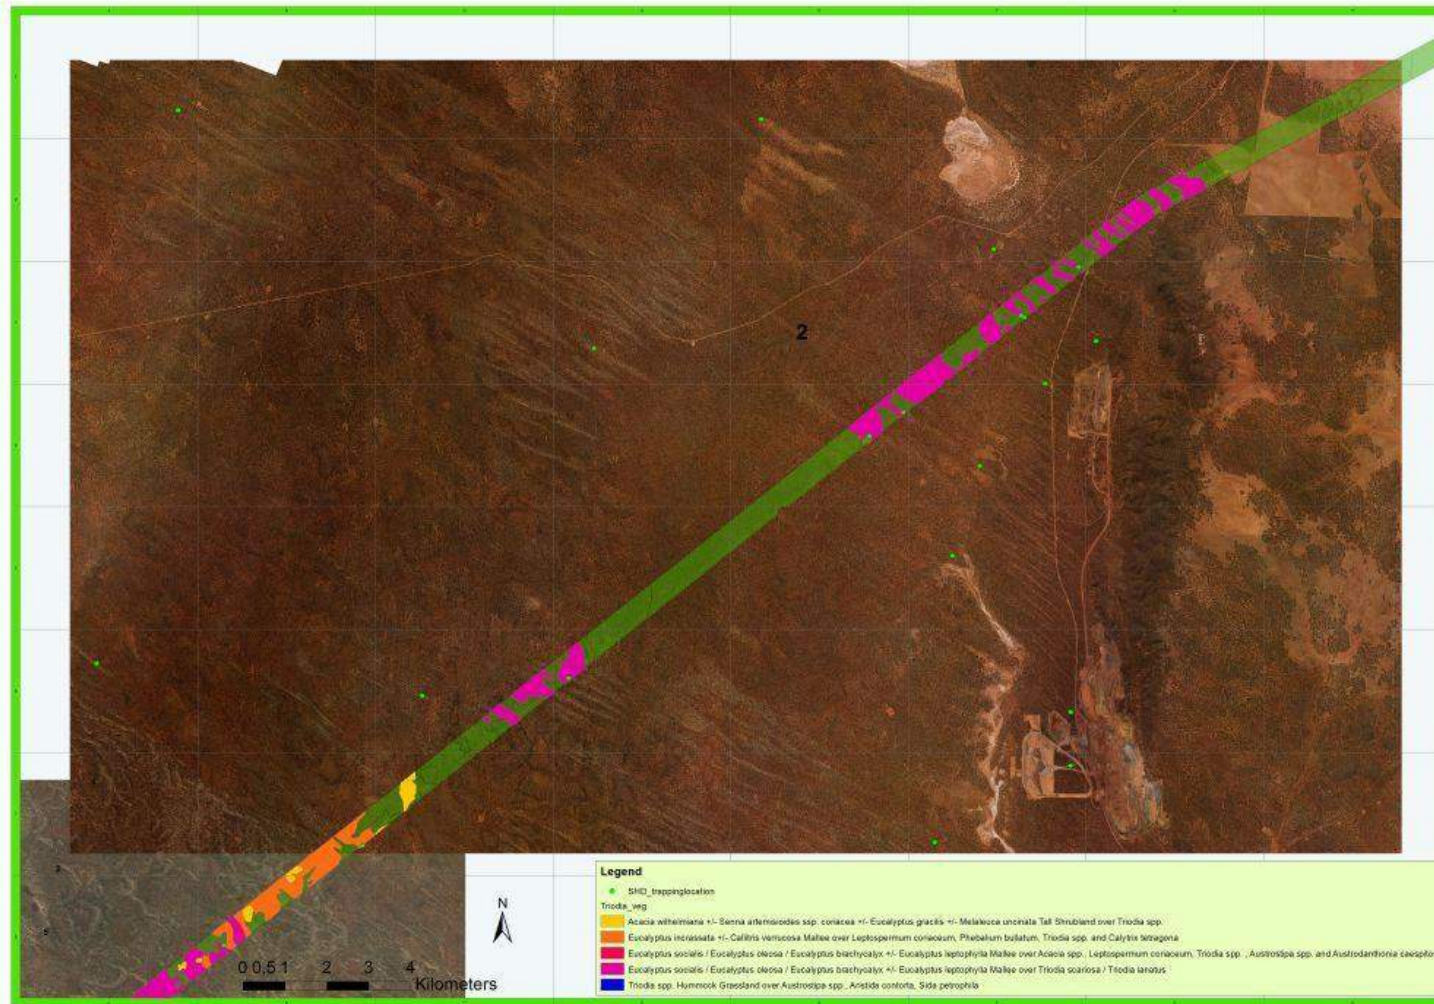 2
N
0 0,5 1 2 3 4
Kilometers
Legend
SHD_trappinglocation
Triodia_veg
Acacia wilhelmiana +/- Senna artemisioides ssp. coriacea +/- Eucalyptus gracilis +/- Melaleuca uncinata Tall Shrubland over Triodia spp.
Eucalyptus incrassata +/- Callitris verrucosa Mallee over Leptospermum coriaceum, Phebalium bullatum, Triodia spp. and Calytrix tetragona
Eucalyptus socialis / Eucalyptus oleosa / Eucalyptus brachycalyx +/- Eucalyptus leptophylla Mallee over Acacia spp., Leptospermum coriaceum, Triodia spp. , Austrostipa spp. and Austrodanthonia caespito
Eucalyptus socialis / Eucalyptus oleosa / Eucalyptus brachycalyx +/- Eucalyptus leptophylla Mallee over Triodia scariosa / Triodia lanatus
Triodia spp. Hummock Grassland over Austrostipa spp., Aristida contorta, Sida petrophila